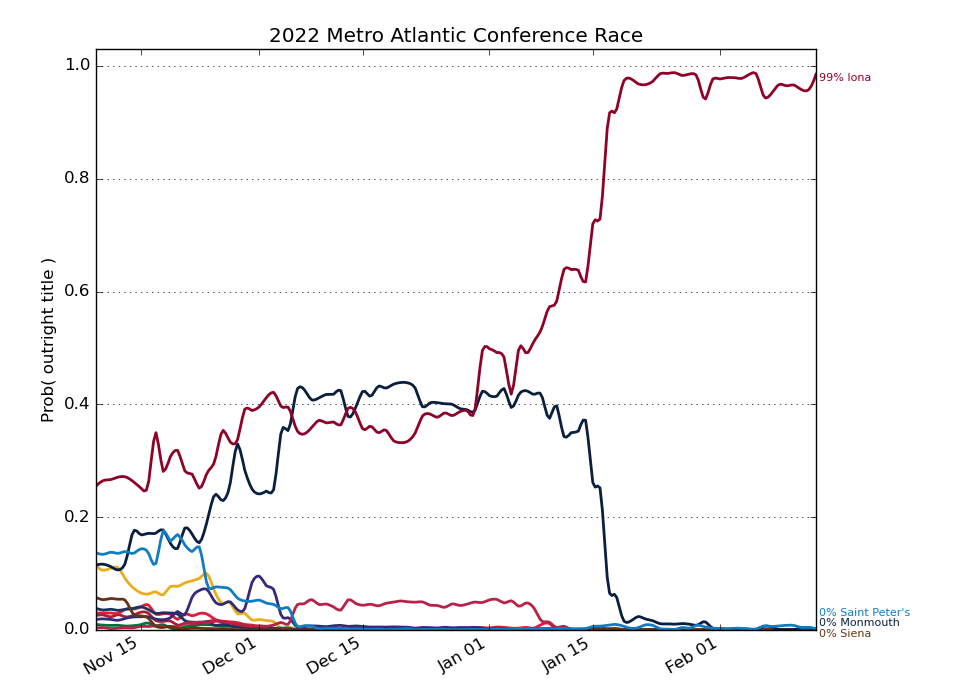 2022 Metro Atlantic Conference Race
Prob( outright title )
1.0
0.8
0.6
0.4
0.2
0.0
Nov 15
Dec 01
Dec 15
Jan 01
Jan 15
Feb 01
99% Iona
0% Saint Peter's
0% Monmouth
0% Siena